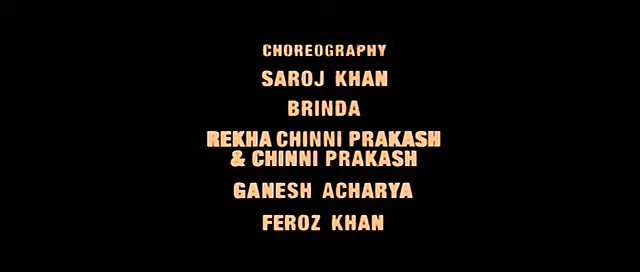 CHOREOGRAPHY
SAROJ KHAN
BRINDA
REKHA CHINNI PRAKASH
& CHINNI PRAKASH
GANESH ACHARYA
FEROZ KHAN